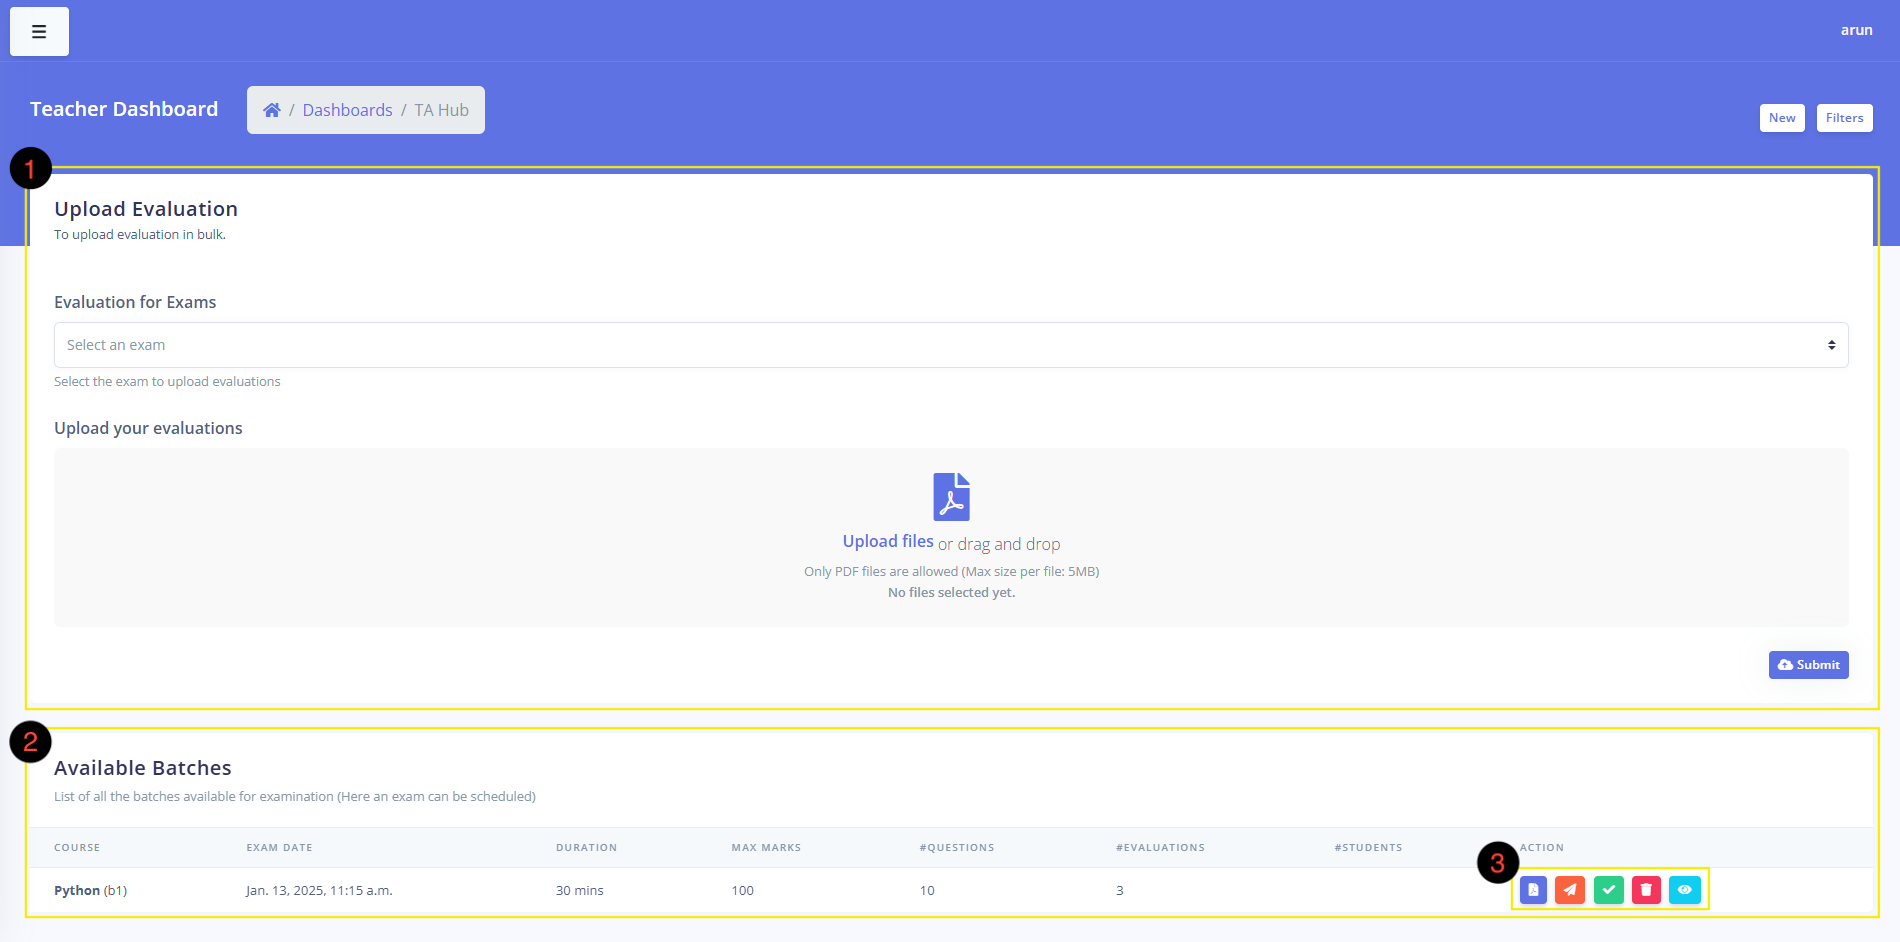 arun
Teacher Dashboard
/ Dashboards / TA Hub
New Filters
1
Upload Evaluation
To upload evaluation in bulk.
Evaluation for Exams
Select an exam
Select the exam to upload evaluations
Upload your evaluations
Upload files or drag and drop
Only PDF files are allowed (Max size per file: 5MB)
No files selected yet.
Submit
2
Available Batches
List of all the batches available for examination (Here an exam can be scheduled)
COURSE EXAM DATE DURATION MAX MARKS #QUESTIONS #EVALUATIONS #STUDENTS ACTION
3
Python (b1) Jan. 13, 2025, 11:15 a.m. 30 mins 100 10 3